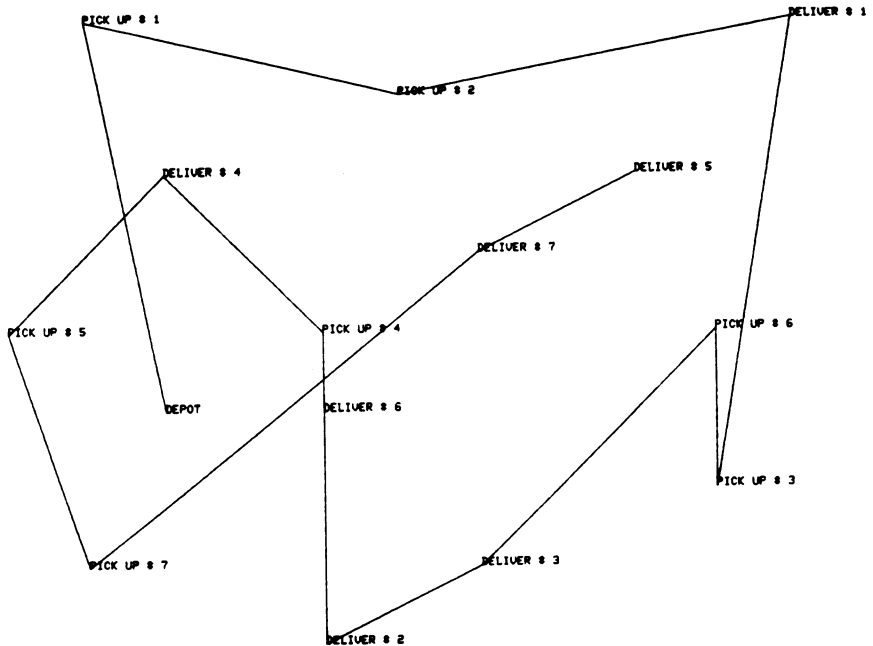 PICK UP # 1
DELIVER # 1
PICK UP # 2
DELIVER # 4
DELIVER # 5
DELIVER # 7
PICK UP # 5
PICK UP # 4
PICK UP # 6
DEPOT
DELIVER # 6
PICK UP # 3
PICK UP # 7
DELIVER # 3
DELIVER # 2